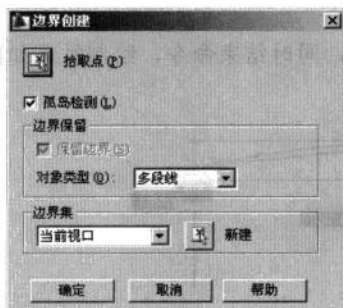 边界创建
拾取点(P)
孤岛检测(L)
边界保留
保留边界(S)
对象类型(O): 多段线
边界集
当前视口 新建
确定 取消 帮助